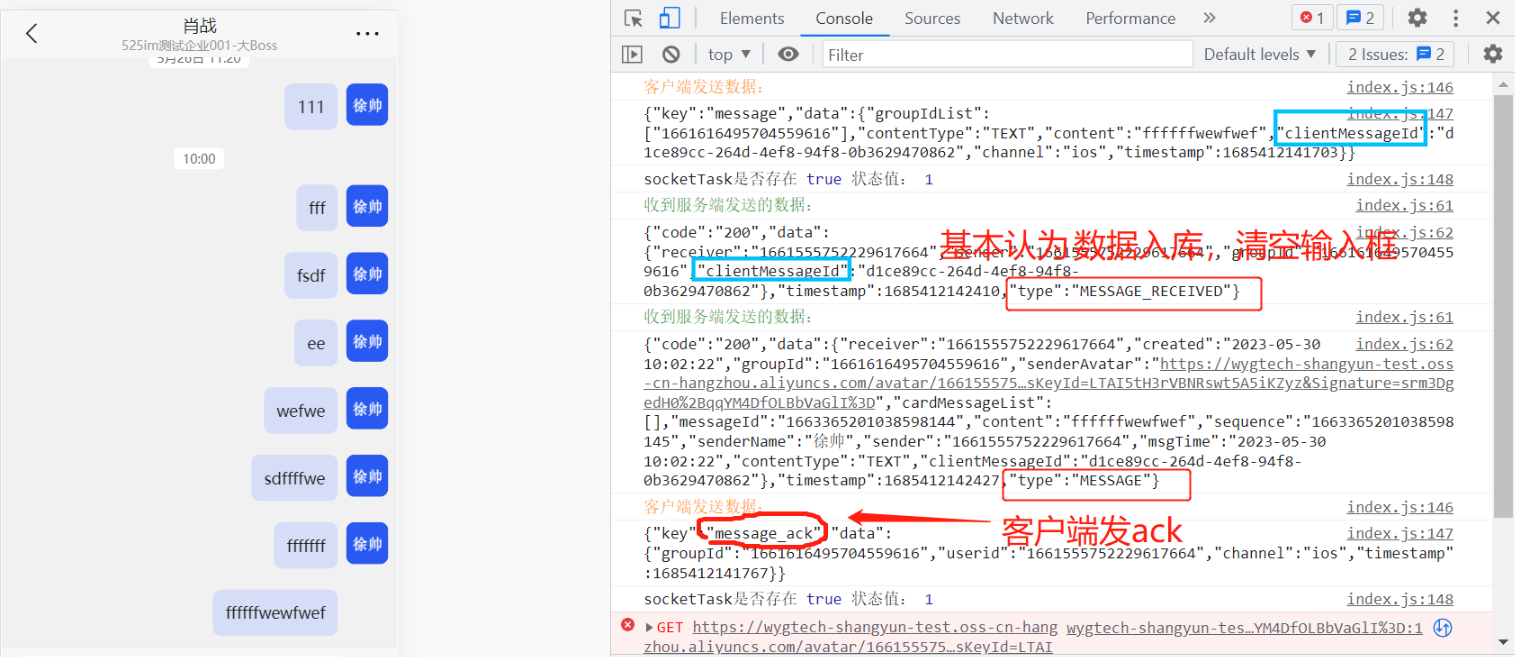 肖战
525im测试企业001-大Boss
5月26日 11:20
111
徐帅
10:00
fff
徐帅
fsdf
徐帅
ee
徐帅
wefwe
徐帅
sdffffwe
徐帅
fffffff
徐帅
ffffffwewfwef
Elements Console Sources Network Performance » 1 2
top ▼ Filter Default levels ▼ 2 Issues: 2
客户端发送数据: index.js:146
{"key":"message","data":{"groupIdList": index.js:147
["1661616495704559616"],"contentType":"TEXT","content":"ffffffwewfwef","clientMessageId":"d
1ce89cc-264d-4ef8-94f8-0b3629470862","channel":"ios","timestamp":1685412141703}}
socketTask是否存在 true 状态值: 1 index.js:148
收到服务端发送的数据: index.js:61
{"code":"200","data": index.js:62
基本认为数据入库，清空输入框
{"receiver":"1661555752229617664","sender":"1661555752229617664","groupId":"166161649570455
9616","clientMessageId":"d1ce89cc-264d-4ef8-94f8-
0b3629470862"},"timestamp":1685412142410,"type":"MESSAGE_RECEIVED"}
收到服务端发送的数据: index.js:61
{"code":"200","data":{"receiver":"1661555752229617664","created":"2023-05-30 index.js:62
10:02:22","groupId":"1661616495704559616","senderAvatar":"https://wygtech-shangyun-test.oss
-cn-hangzhou.aliyuncs.com/avatar/166155575…sKeyId=LTAI5tH3rVBNRswt5A5iKZyz&Signature=srm3Dg
edH0%2BqqYM4DfOLBbVaGlI%3D","cardMessageList":
[],"messageId":"1663365201038598144","content":"ffffffwewfwef","sequence":"1663365201038598
145","senderName":"徐帅","sender":"1661555752229617664","msgTime":"2023-05-30
10:02:22","contentType":"TEXT","clientMessageId":"d1ce89cc-264d-4ef8-94f8-
0b3629470862"},"timestamp":1685412142427,"type":"MESSAGE"}
客户端发送数据: index.js:146
客户端发ack
{"key":"message_ack","data": index.js:147
{"groupId":"1661616495704559616","userid":"1661555752229617664","channel":"ios","timestamp"
:1685412141767}}
socketTask是否存在 true 状态值: 1 index.js:148
▶GET https://wygtech-shangyun-test.oss-cn-hang wygtech-shangyun-tes…YM4DfOLBbVaGlI%3D:1
zhou.aliyuncs.com/avatar/166155575…sKeyId=LTAI